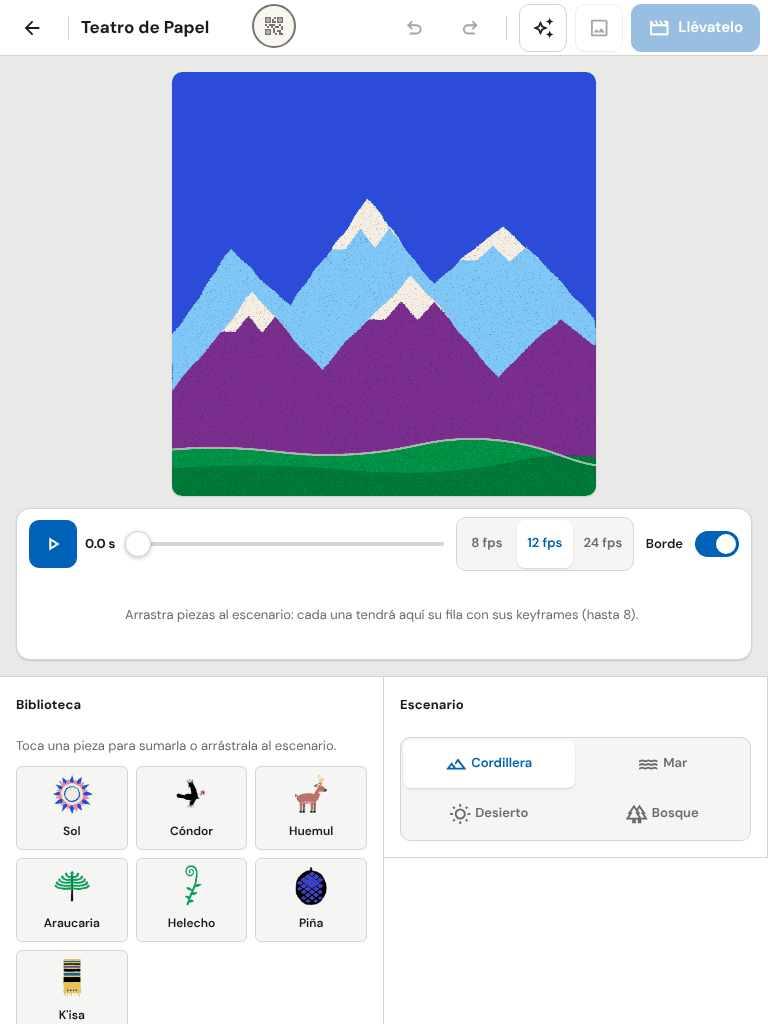 Teatro de Papel
Llévatelo
0.0 s
8 fps
12 fps
24 fps
Borde
Arrastra piezas al escenario: cada una tendrá aquí su fila con sus keyframes (hasta 8).
Biblioteca
Toca una pieza para sumarla o arrástrala al escenario.
Sol
Cóndor
Huemul
Araucaria
Helecho
Piña
K'isa
Escenario
Cordillera
Mar
Desierto
Bosque